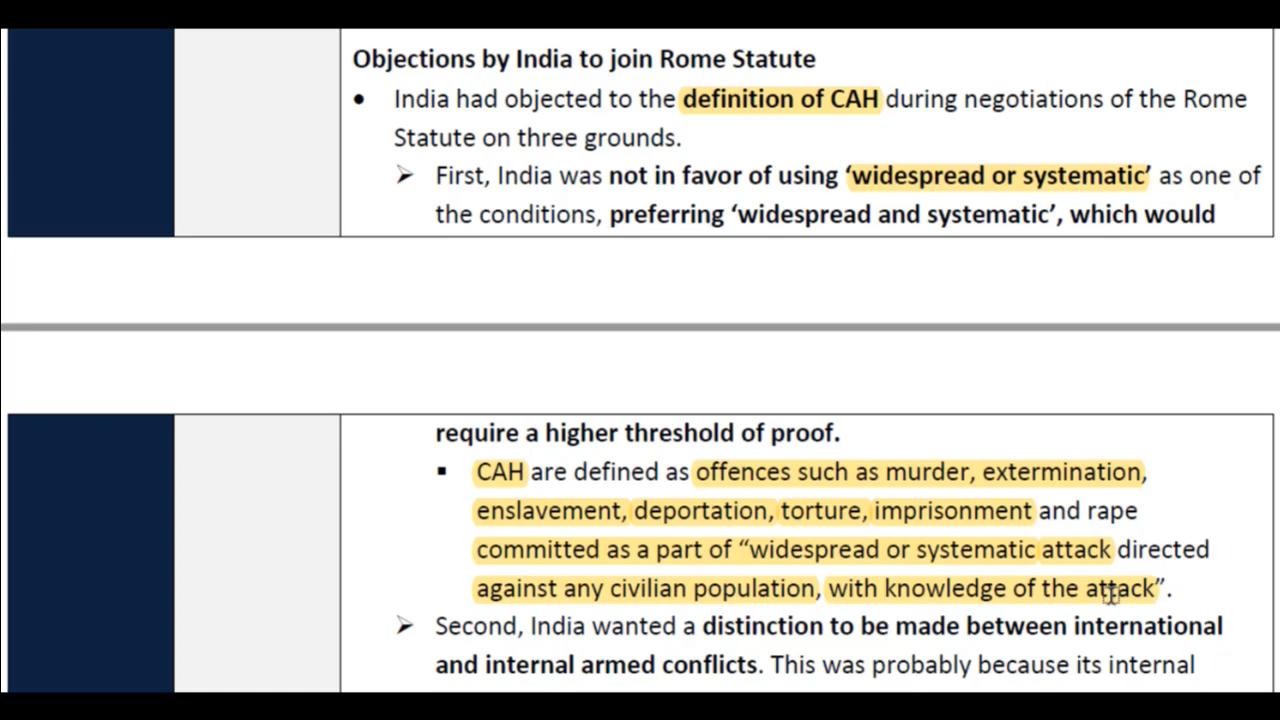 Objections by India to join Rome Statute
• India had objected to the definition of CAH during negotiations of the Rome
Statute on three grounds.
➢ First, India was not in favor of using ‘widespread or systematic’ as one of
the conditions, preferring ‘widespread and systematic’, which would
require a higher threshold of proof.
▪ CAH are defined as offences such as murder, extermination,
enslavement, deportation, torture, imprisonment and rape
committed as a part of “widespread or systematic attack directed
against any civilian population, with knowledge of the attack”.
➢ Second, India wanted a distinction to be made between international
and internal armed conflicts. This was probably because its internal